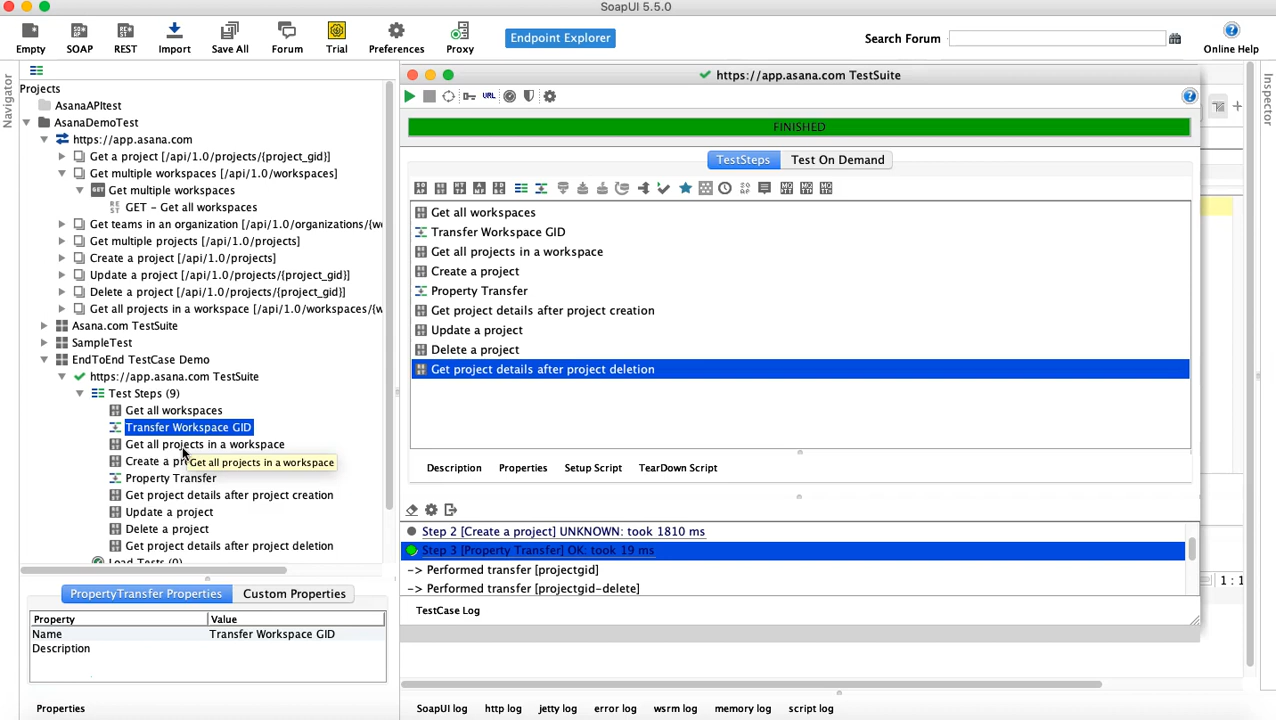 SoapUI 5.5.0
Empty
SOAP
REST
Import
Save All
Forum
Trial
Preferences
Proxy
Endpoint Explorer
Search Forum
Online Help
Navigator
Projects
AsanaAPItest
AsanaDemoTest
https://app.asana.com
Get a project [/api/1.0/projects/{project_gid}]
Get multiple workspaces [/api/1.0/workspaces]
GET
Get multiple workspaces
REST
GET - Get all workspaces
Get teams in an organization [/api/1.0/organizations/{w
Get multiple projects [/api/1.0/projects]
Create a project [/api/1.0/projects]
Update a project [/api/1.0/projects/{project_gid}]
Delete a project [/api/1.0/projects/{project_gid}]
Get all projects in a workspace [/api/1.0/workspaces/{w
Asana.com TestSuite
SampleTest
EndToEnd TestCase Demo
https://app.asana.com TestSuite
Test Steps (9)
Get all workspaces
Transfer Workspace GID
Get all projects in a workspace
Create a pr
Get all projects in a workspace
Property Transfer
Get project details after project creation
Update a project
Delete a project
Get project details after project deletion
Load Tests (0)
PropertyTransfer Properties
Custom Properties
Property Value
Name Transfer Workspace GID
Description
Properties
https://app.asana.com TestSuite
URL
FINISHED
TestSteps
Test On Demand
Get all workspaces
Transfer Workspace GID
Get all projects in a workspace
Create a project
Property Transfer
Get project details after project creation
Update a project
Delete a project
Get project details after project deletion
Description
Properties
Setup Script
TearDown Script
Step 2 [Create a project] UNKNOWN: took 1810 ms
Step 3 [Property Transfer] OK: took 19 ms
-> Performed transfer [projectgid]
-> Performed transfer [projectgid-delete]
TestCase Log
1 : 1
Inspector
SoapUI log
http log
jetty log
error log
wsrm log
memory log
script log